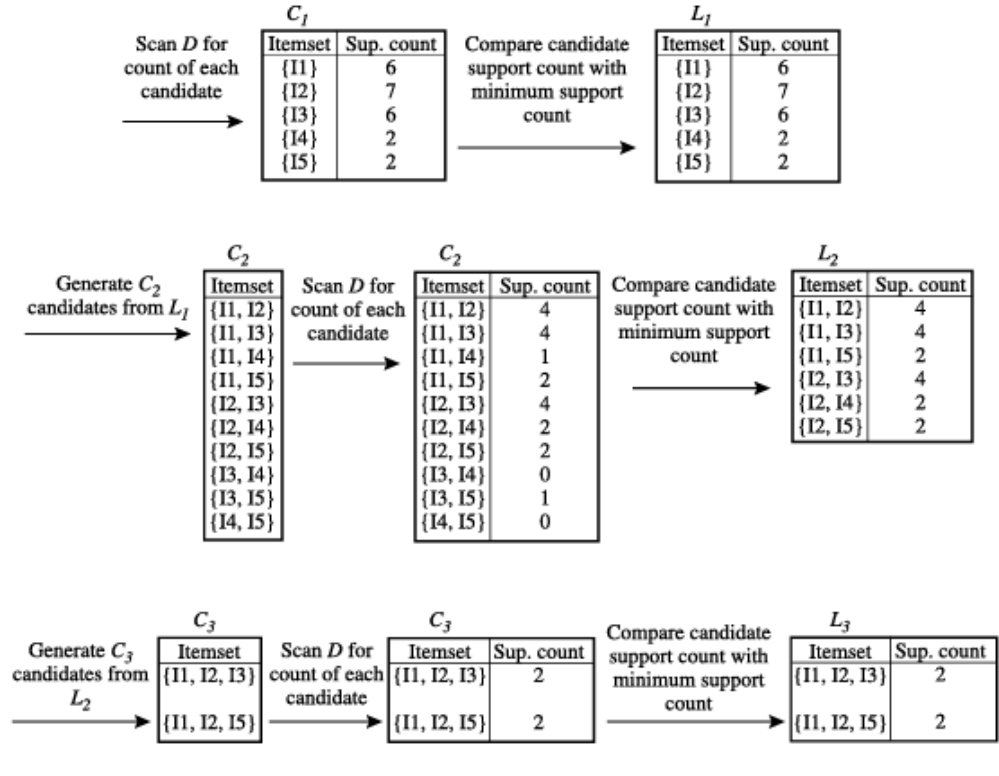 C1
L1
Scan D for
count of each
candidate
Itemset Sup. count
{I1} 6
{I2} 7
{I3} 6
{I4} 2
{I5} 2
Compare candidate
support count with
minimum support
count
Itemset Sup. count
{I1} 6
{I2} 7
{I3} 6
{I4} 2
{I5} 2
C2
C2
L2
Generate C2
candidates from L1
Itemset
{I1, I2}
{I1, I3}
{I1, I4}
{I1, I5}
{I2, I3}
{I2, I4}
{I2, I5}
{I3, I4}
{I3, I5}
{I4, I5}
Scan D for
count of each
candidate
Itemset Sup. count
{I1, I2} 4
{I1, I3} 4
{I1, I4} 1
{I1, I5} 2
{I2, I3} 4
{I2, I4} 2
{I2, I5} 2
{I3, I4} 0
{I3, I5} 1
{I4, I5} 0
Compare candidate
support count with
minimum support
count
Itemset Sup. count
{I1, I2} 4
{I1, I3} 4
{I1, I5} 2
{I2, I3} 4
{I2, I4} 2
{I2, I5} 2
C3
C3
L3
Generate C3
candidates from
L2
Itemset
{I1, I2, I3}
{I1, I2, I5}
Scan D for
count of each
candidate
Itemset Sup. count
{I1, I2, I3} 2
{I1, I2, I5} 2
Compare candidate
support count with
minimum support
count
Itemset Sup. count
{I1, I2, I3} 2
{I1, I2, I5} 2